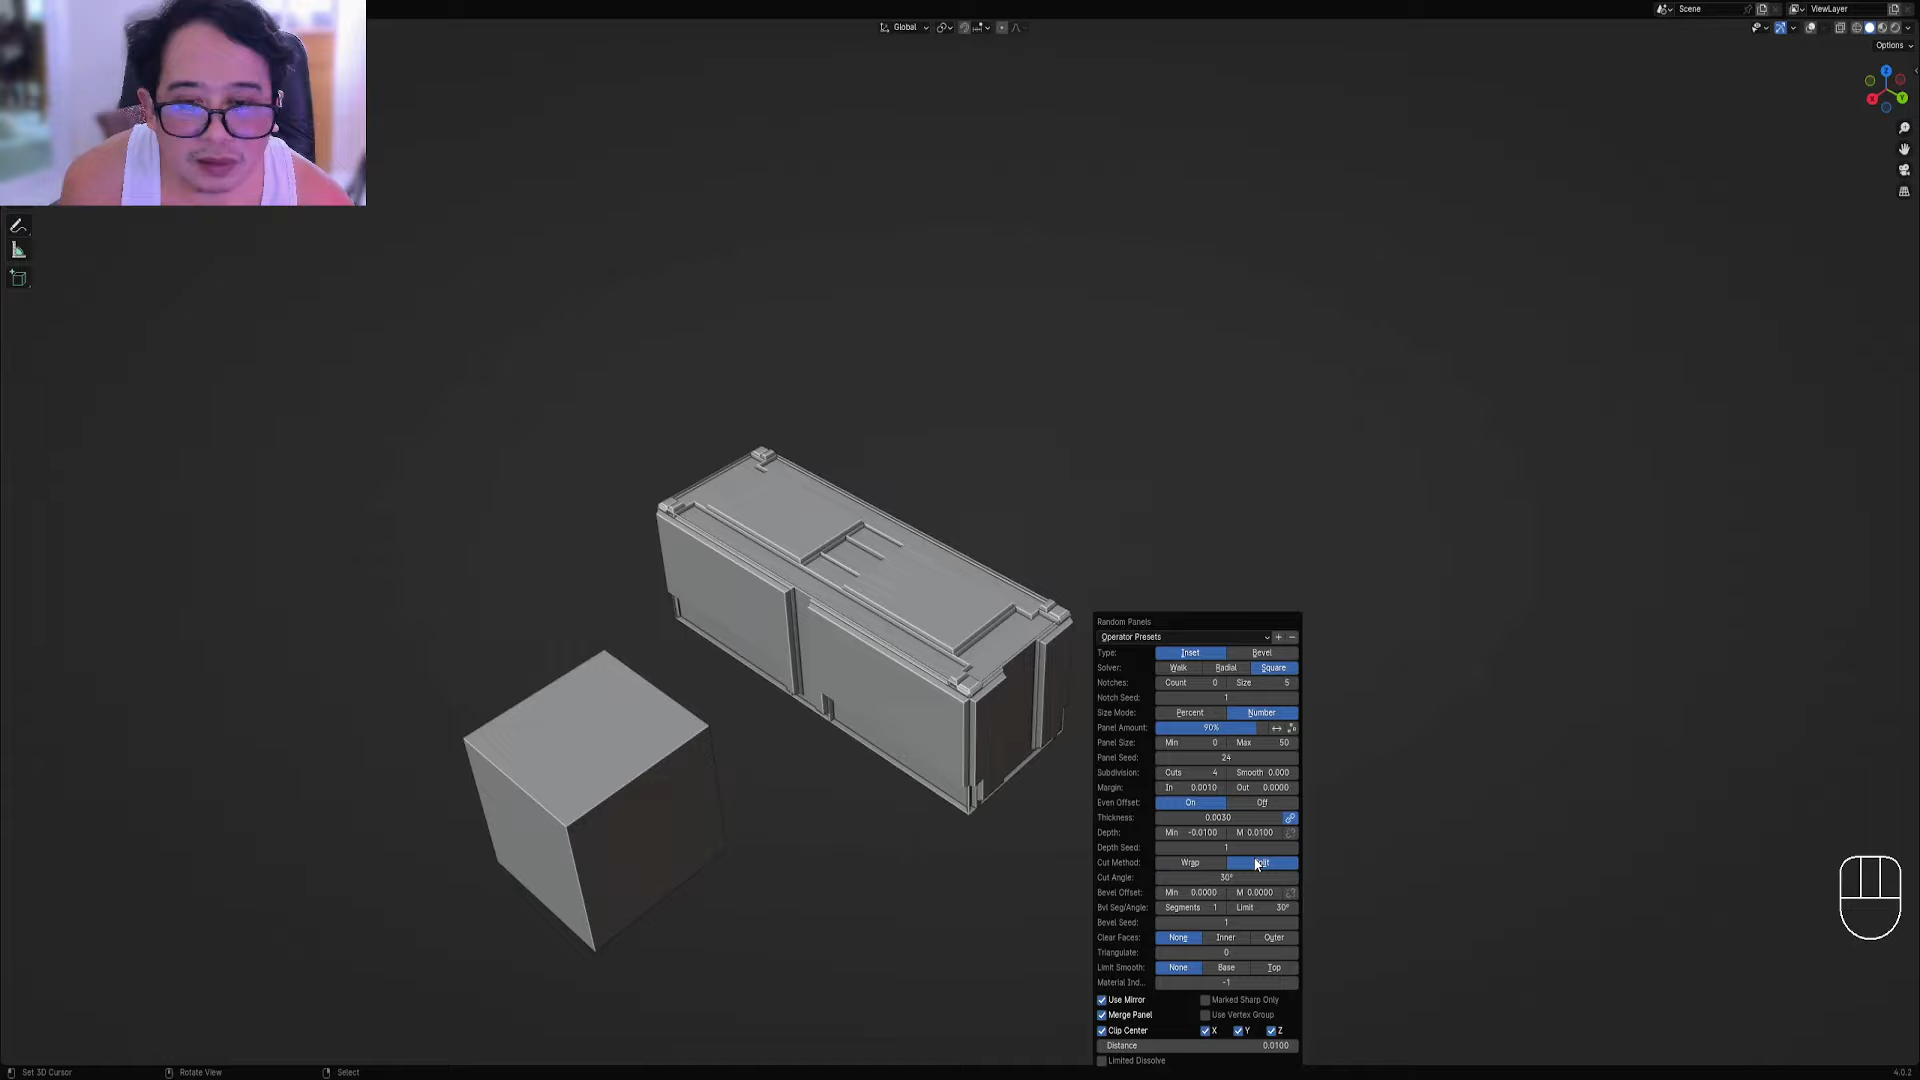 Scene
ViewLayer
Global
Options
Z
X
Y
Random Panels
Operator Presets
Type: Inset Bevel
Solver: Walk Radial Square
Notches: Count 0 Size 5
Notch Seed: 1
Size Mode: Percent Number
Panel Amount: 90%
Panel Size: Min 0 Max 50
Panel Seed: 24
Subdivision: Cuts 4 Smooth 0.000
Margin: In 0.0010 Out 0.0000
Even Offset: On Off
Thickness: 0.0030
Depth: Min -0.0100 M 0.0100
Depth Seed: 1
Cut Method: Wrap
Cut Angle: 30°
Bevel Offset: Min 0.0000 M 0.0000
Bvl Seg/Angle: Segments 1 Limit 30°
Bevel Seed: 1
Clear Faces: None Inner Outer
Triangulate: 0
Limit Smooth: None Base Top
Material Ind... -1
Use Mirror Marked Sharp Only
Merge Panel Use Vertex Group
Clip Center X Y Z
Distance 0.0100
Limited Dissolve
Set 3D Cursor Rotate View Select 4.0.2